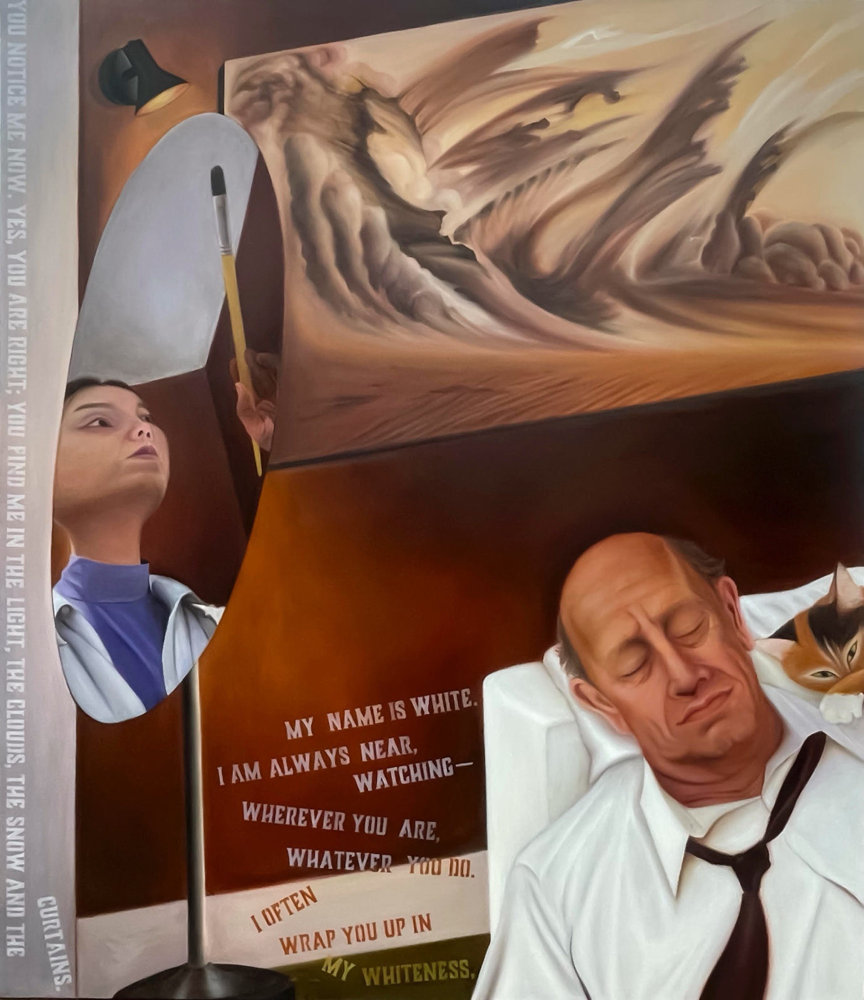 MY NAME IS WHITE.
I AM ALWAYS NEAR,
WATCHING—
WHEREVER YOU ARE,
WHATEVER YOU DO.
I OFTEN
WRAP YOU UP IN
MY WHITENESS.
YOU NOTICE ME NOW. YES, YOU ARE RIGHT; YOU FIND ME IN THE LIGHT, THE CLOUDS, THE SNOW AND THE
CURTAINS.